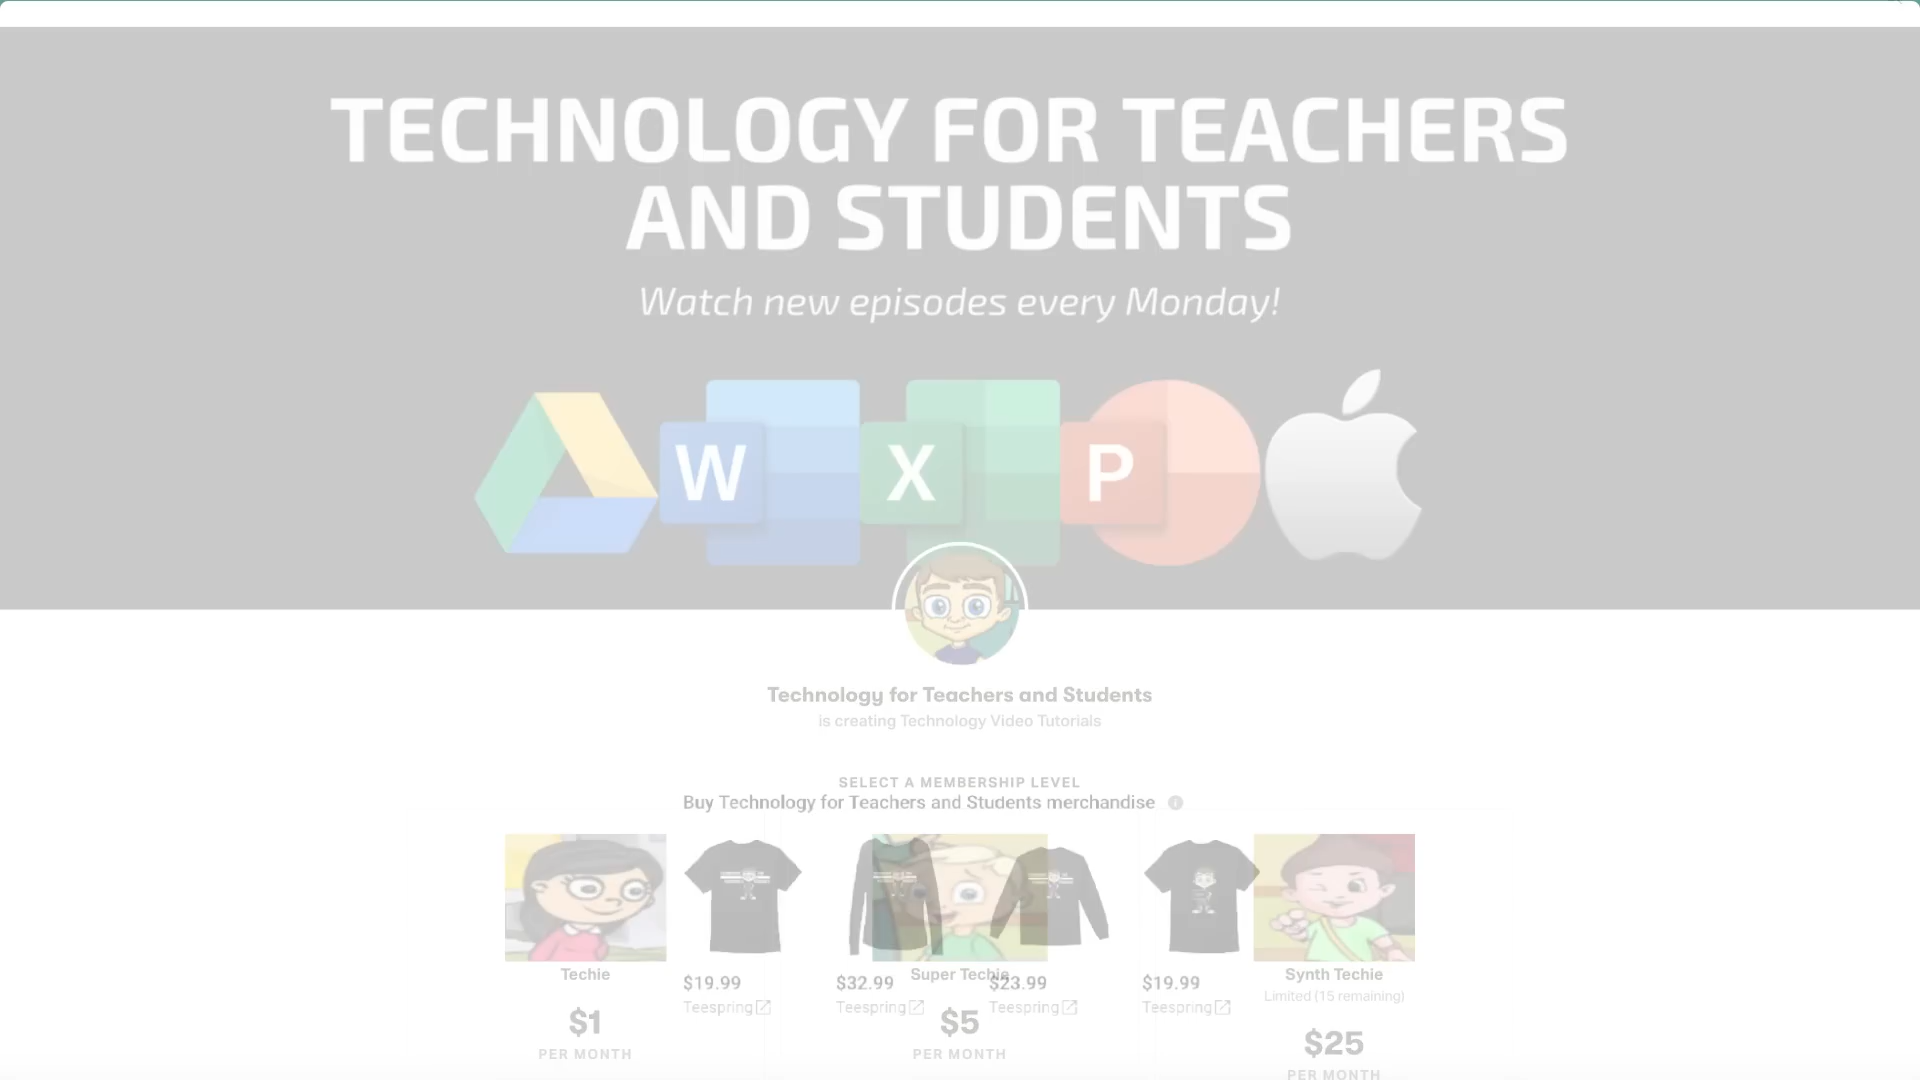 TECHNOLOGY FOR TEACHERS
AND STUDENTS
Watch new episodes every Monday!
W
X
P
Technology for Teachers and Students
is creating Technology Video Tutorials
SELECT A MEMBERSHIP LEVEL
Buy Technology for Teachers and Students merchandise
Techie
Super Techie
Synth Techie
$19.99
$32.99
$23.99
$19.99
Limited (15 remaining)
Teespring
Teespring
Teespring
Teespring
$1
$5
$25
PER MONTH
PER MONTH
PER MONTH